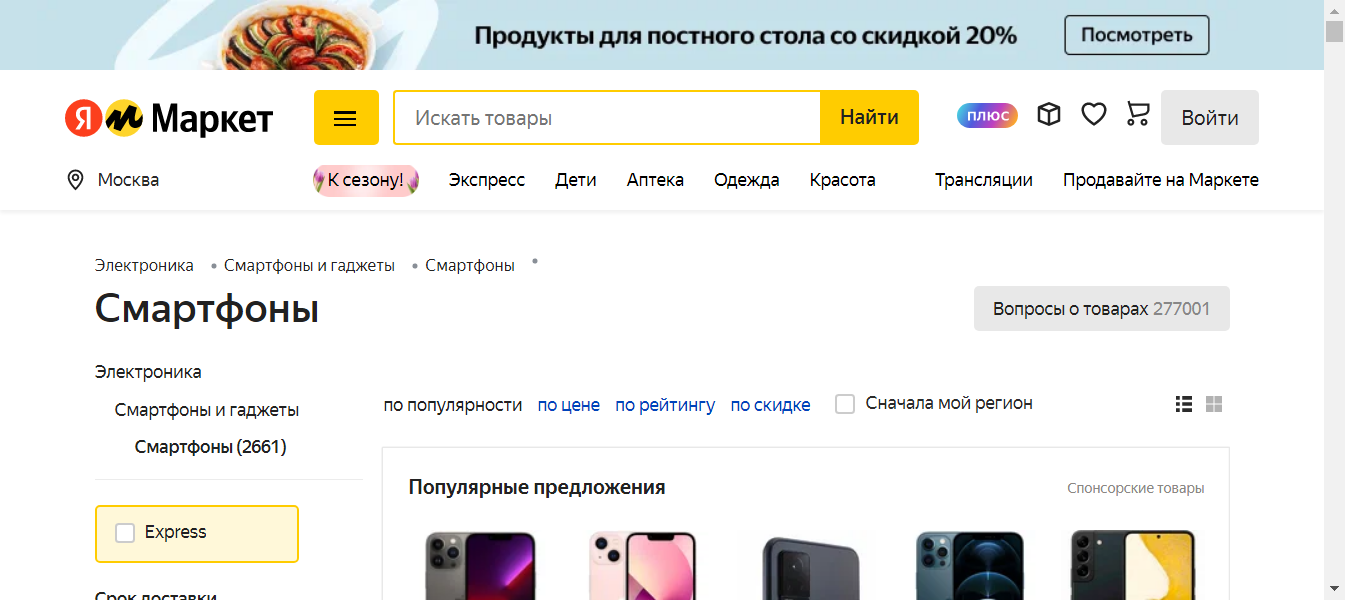 Продукты для постного стола со скидкой 20%
Посмотреть
Я Маркет
Искать товары
Найти
плюс
Войти
Москва
К сезону!
Экспресс
Дети
Аптека
Одежда
Красота
Трансляции
Продавайте на Маркете
Электроника • Смартфоны и гаджеты • Смартфоны •
Смартфоны
Вопросы о товарах 277001
Электроника
Смартфоны и гаджеты
Смартфоны (2661)
по популярности
по цене
по рейтингу
по скидке
Сначала мой регион
Express
Популярные предложения
Спонсорские товары
Срок доставки